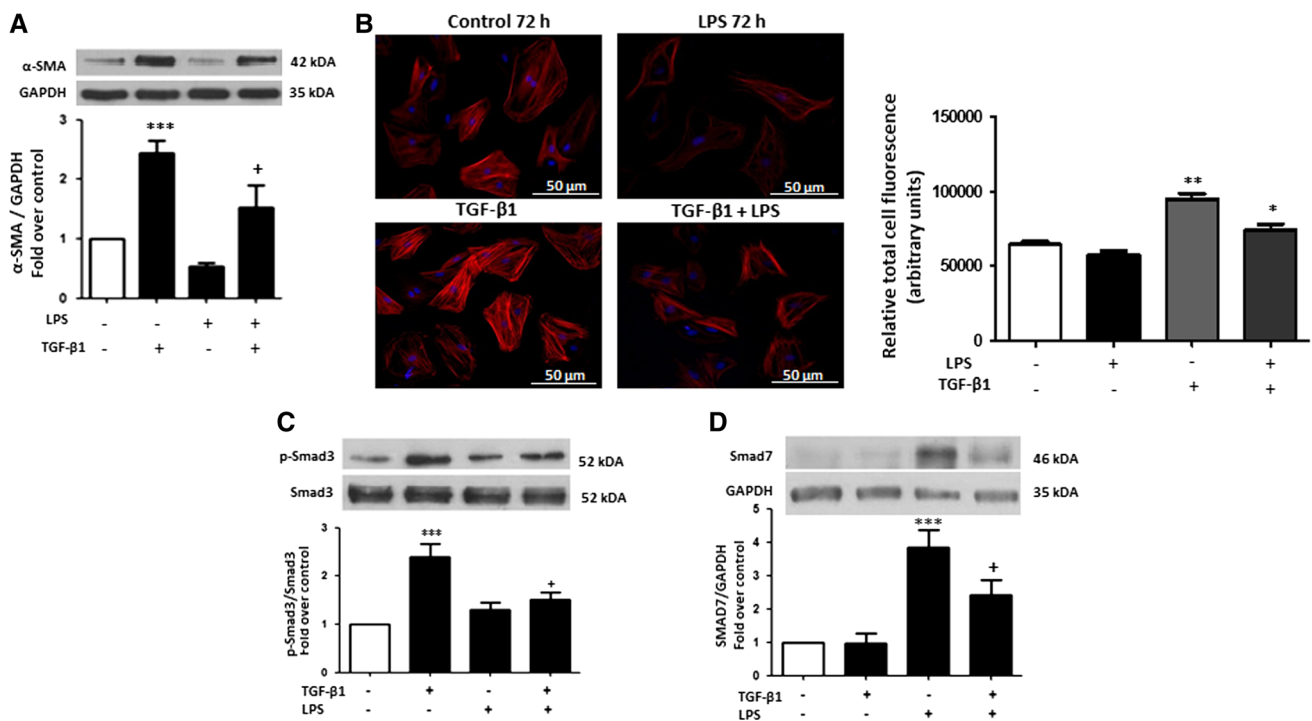 A
α-SMA 42 kDA
GAPDH 35 kDA
α-SMA / GAPDH
Fold over control
3
2
1
0
***
+
LPS - - + +
TGF-β1 - + - +
B
Control 72 h LPS 72 h
50 µm 50 µm
TGF-β1 TGF-β1 + LPS
50 µm 50 µm
Relative total cell fluorescence
(arbitrary units)
150000
100000
50000
0
**
*
LPS - + - +
TGF-β1 - - + +
C
p-Smad3 52 kDA
Smad3 52 kDA
p-Smad3/Smad3
Fold over control
3
2
1
0
***
+
TGF-β1 - + - +
LPS - - + +
D
Smad7 46 kDA
GAPDH 35 kDA
SMAD7/GAPDH
Fold over control
5
4
3
2
1
0
***
+
TGF-β1 - + - +
LPS - - + +